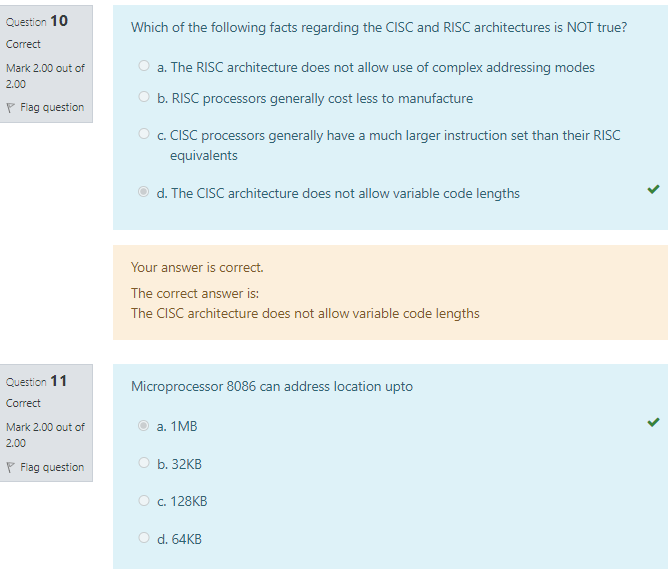 Question 10
Correct
Mark 2.00 out of
2.00
Flag question
Which of the following facts regarding the CISC and RISC architectures is NOT true?
a. The RISC architecture does not allow use of complex addressing modes
b. RISC processors generally cost less to manufacture
c. CISC processors generally have a much larger instruction set than their RISC
equivalents
d. The CISC architecture does not allow variable code lengths
Your answer is correct.
The correct answer is:
The CISC architecture does not allow variable code lengths
Question 11
Correct
Mark 2.00 out of
2.00
Flag question
Microprocessor 8086 can address location upto
a. 1MB
b. 32KB
c. 128KB
d. 64KB